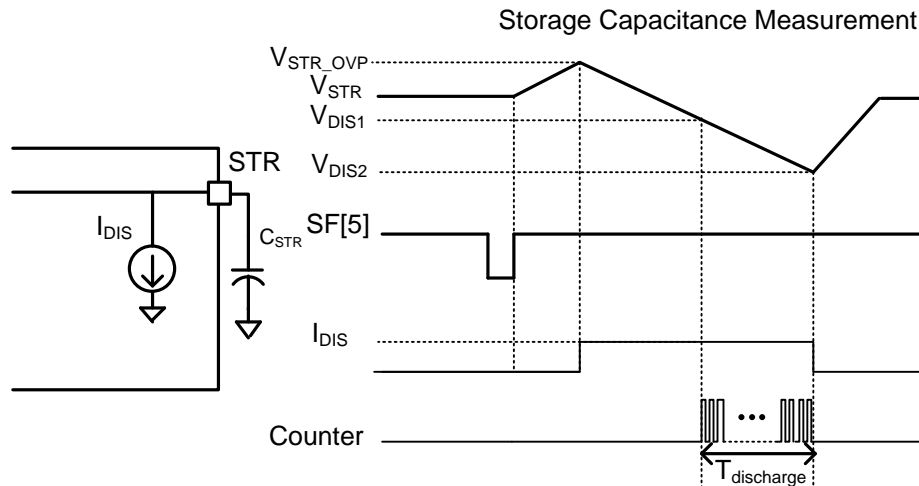 Storage Capacitance Measurement
VSTR_OVP
VSTR
VDIS1
VDIS2
STR
IDIS
CSTR
SF[5]
IDIS
Counter
Tdischarge